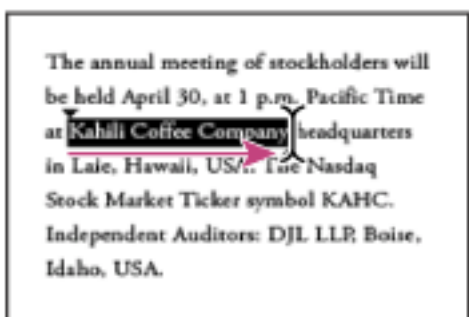 The annual meeting of stockholders will
be held April 30, at 1 p.m. Pacific Time
at Kahili Coffee Company headquarters
in Laie, Hawaii, USA. The Nasdaq
Stock Market Ticker symbol KAHC.
Independent Auditors: DJL LLP, Boise,
Idaho, USA.